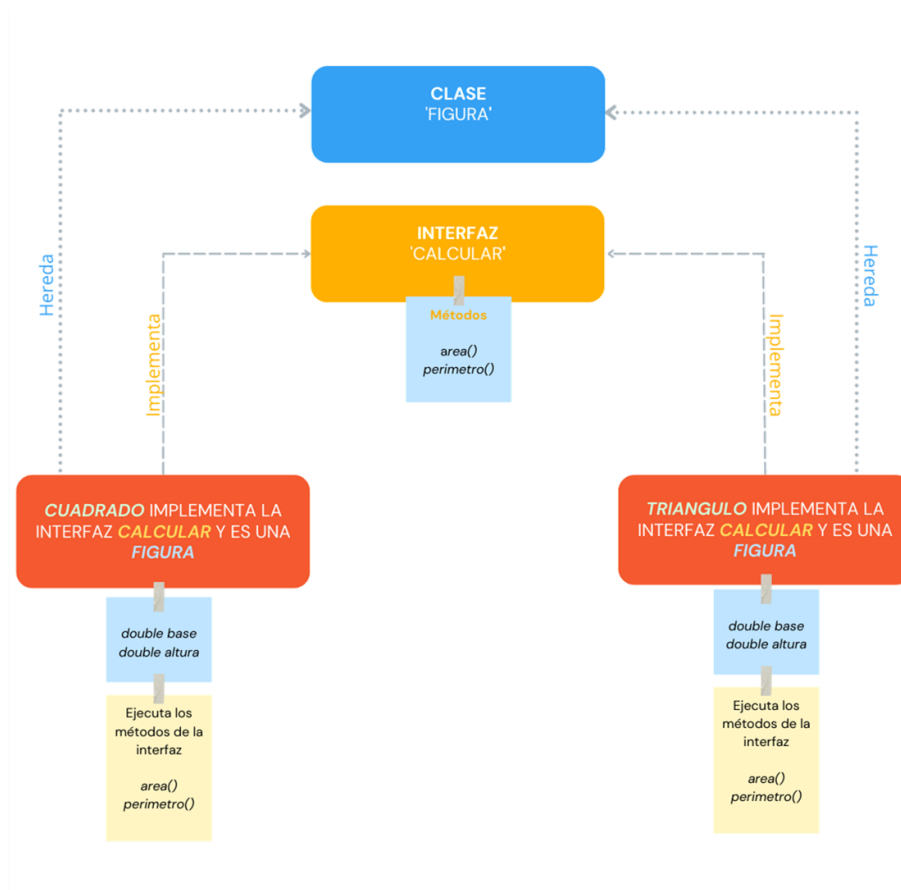 CLASE
'FIGURA'
INTERFAZ
'CALCULAR'
Métodos
area()
perimetro()
Hereda
Implementa
Implementa
Hereda
CUADRADO IMPLEMENTA LA
INTERFAZ CALCULAR Y ES UNA
FIGURA
double base
double altura
Ejecuta los
métodos de la
interfaz
area()
perimetro()
TRIANGULO IMPLEMENTA LA
INTERFAZ CALCULAR Y ES UNA
FIGURA
double base
double altura
Ejecuta los
métodos de la
interfaz
area()
perimetro()